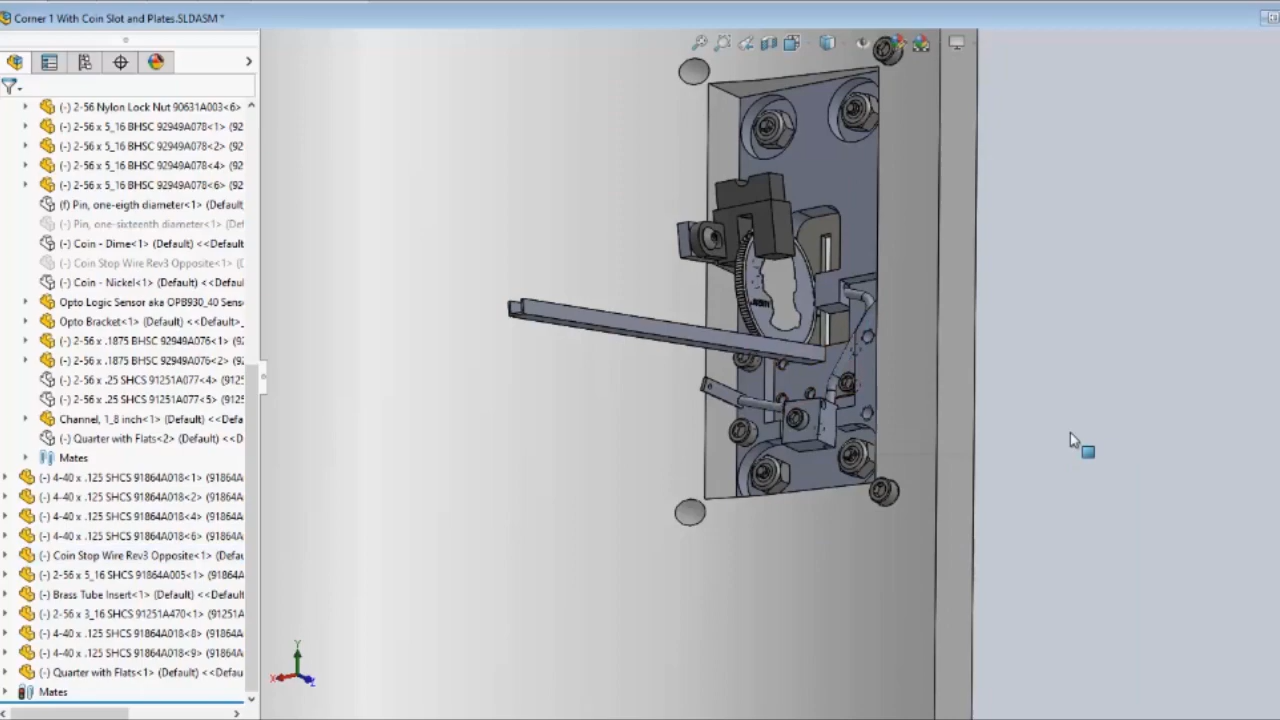 Corner 1 With Coin Slot and Plates.SLDASM *
(-) 2-56 Nylon Lock Nut 90631A003<6>
(-) 2-56 x 5_16 BHSC 92949A078<1> (92
(-) 2-56 x 5_16 BHSC 92949A078<2> (92
(-) 2-56 x 5_16 BHSC 92949A078<4> (92
(-) 2-56 x 5_16 BHSC 92949A078<6> (92
(f) Pin, one-eigth diameter<1> (Default
(-) Pin, one-sixteenth diameter<1> (Def
(-) Coin - Dime<1> (Default) <<Default
(-) Coin Stop Wire Rev3 Opposite<1> (D
(-) Coin - Nickel<1> (Default) <<Defaul
Opto Logic Sensor aka OPB930_40 Sens
Opto Bracket<1> (Default) <<Default>_
(-) 2-56 x .1875 BHSC 92949A076<1> (92
(-) 2-56 x .1875 BHSC 92949A076<2> (92
(-) 2-56 x .25 SHCS 91251A077<4> (9125
(-) 2-56 x .25 SHCS 91251A077<5> (9125
Channel, 1_8 inch<1> (Default) <<Defa
(-) Quarter with Flats<2> (Default) <<D
Mates
(-) 4-40 x .125 SHCS 91864A018<1> (91864A
(-) 4-40 x .125 SHCS 91864A018<2> (91864A
(-) 4-40 x .125 SHCS 91864A018<4> (91864A
(-) 4-40 x .125 SHCS 91864A018<6> (91864A
(-) Coin Stop Wire Rev3 Opposite<1> (Defau
(-) 2-56 x 5_16 SHCS 91864A005<1> (91864A
(-) Brass Tube Insert<1> (Default) <<Default
(-) 2-56 x 3_16 SHCS 91251A470<1> (91251A
(-) 4-40 x .125 SHCS 91864A018<8> (91864A
(-) 4-40 x .125 SHCS 91864A018<9> (91864A
(-) Quarter with Flats<1> (Default) <<Defau
Mates
Y
X
Z